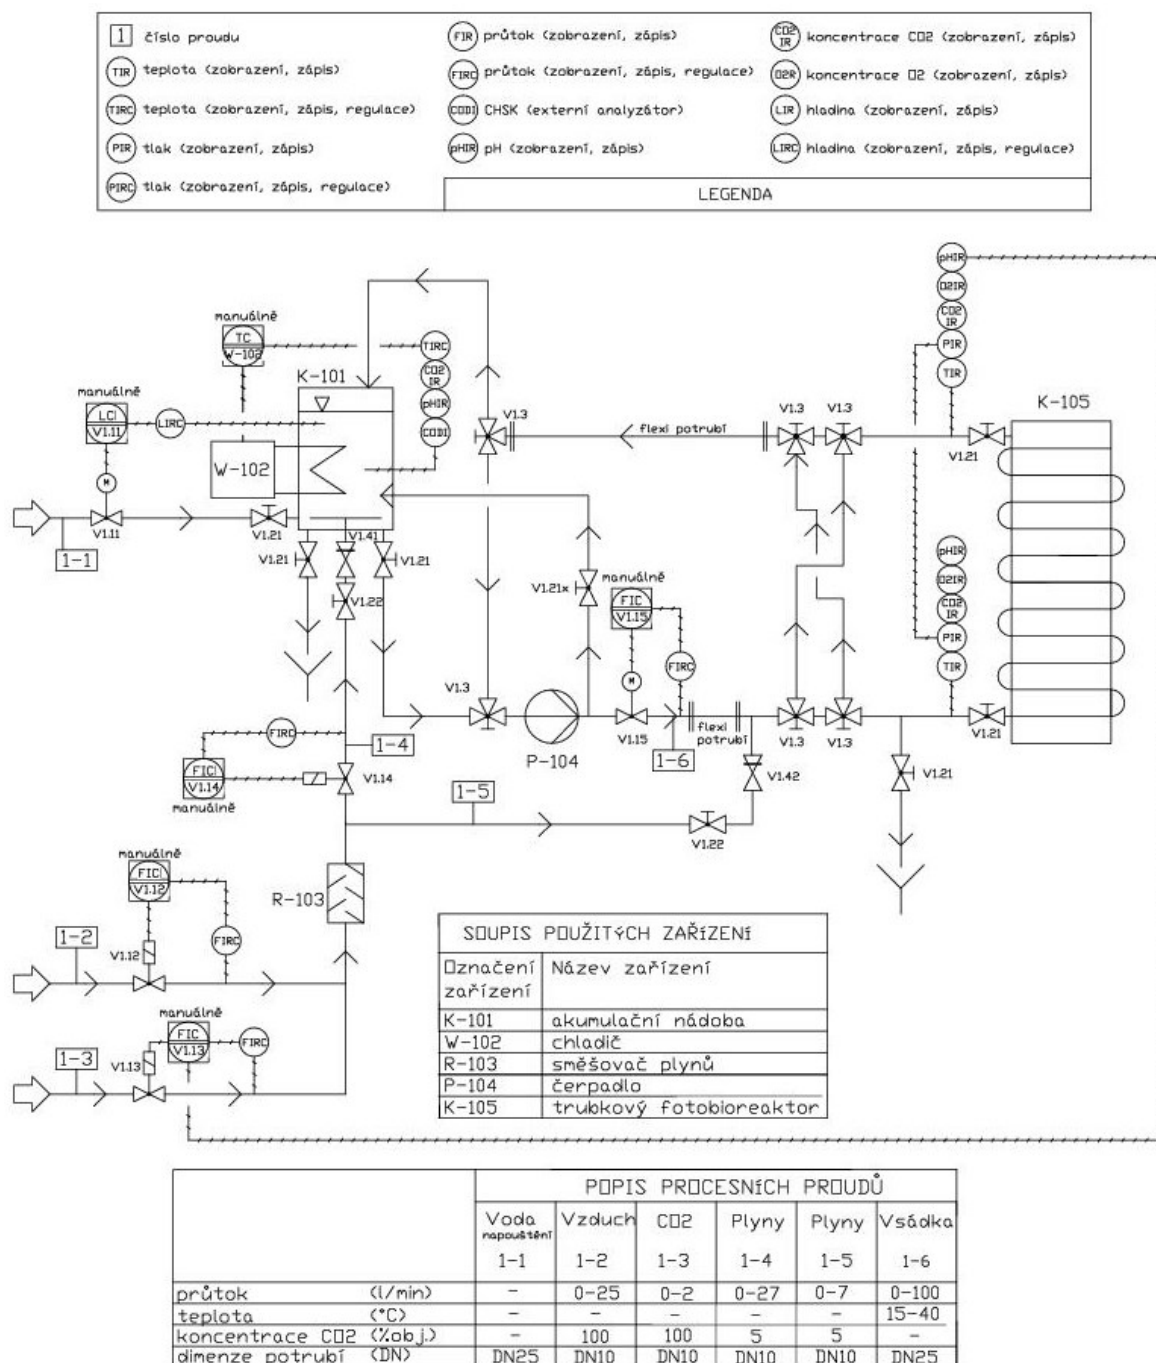 1 číslo proudu
TIR teplota (zobrazení, zápis)
TIRC teplota (zobrazení, zápis, regulace)
PIR tlak (zobrazení, zápis)
PIRC tlak (zobrazení, zápis, regulace)
FIR průtok (zobrazení, zápis)
FIRC průtok (zobrazení, zápis, regulace)
CODI CHSK (externí analyzátor)
pHIR pH (zobrazení, zápis)
CO2 IR koncentrace CO2 (zobrazení, zápis)
O2R koncentrace O2 (zobrazení, zápis)
LIR hladina (zobrazení, zápis)
LIRC hladina (zobrazení, zápis, regulace)
LEGENDA
pHIR
O2IR
CO2 IR
PIR
TIR
manuálně
TC
W-102
TIRC
CO2 IR
pHIR
CODI
K-101
manuálně
LCI
V1.11
LIRC
W-102
M
V1.11
V1.21
1-1
V1.3
flexi potrubí
V1.3
V1.3
V1.21
K-105
V1.21
V1.41
V1.21
V1.22
V1.21x
manuálně
FIC
V1.15
FIRC
M
pHIR
O2IR
CO2 IR
PIR
TIR
V1.3
P-104
V1.15
flexi potrubí
1-6
V1.3
V1.3
V1.21
V1.21
V1.42
FIRC
1-4
FICI
V1.14
manuálně
V1.14
1-5
V1.22
manuálně
FICI
V1.12
R-103
1-2
V1.12
FIRC
manuálně
FIC
V1.13
FIRC
1-3
V1.13
SOUPIS POUŽITÝCH ZAŘÍZENÍ
Označení zařízení Název zařízení
K-101 akumulační nádoba
W-102 chladič
R-103 směšovač plynů
P-104 čerpadlo
K-105 trubkový fotobioreaktor
POPIS PROCESNÍCH PROUDŮ
Voda napouštění Vzduch CO2 Plyny Plyny Vsádka
1-1 1-2 1-3 1-4 1-5 1-6
průtok (l/min) - 0-25 0-2 0-27 0-7 0-100
teplota (°C) - - - - - 15-40
koncentrace CO2 (%obj.) - 100 100 5 5 -
dimenze potrubí (DN) DN25 DN10 DN10 DN10 DN10 DN25